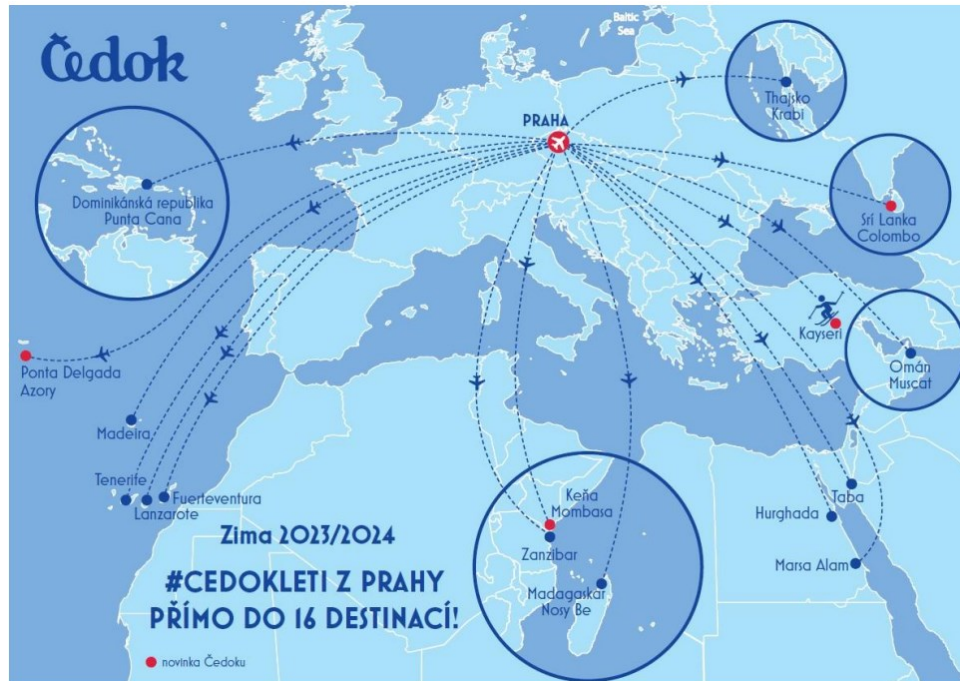 Čedok
Baltic
Sea
PRAHA
Thajsko
Krabi
Dominikánská republika
Punta Cana
Srí Lanka
Colombo
Kayseri
Omán
Muscat
Ponta Delgada
Azory
Madeira
Tenerife
Fuerteventura
Lanzarote
Keňa
Mombasa
Zanzibar
Madagaskar
Nosy Be
Taba
Hurghada
Marsa Alam
Zima 2023/2024
#CEDOKLETI Z PRAHY
PŘÍMO DO 16 DESTINACÍ!
novinka Čedoku